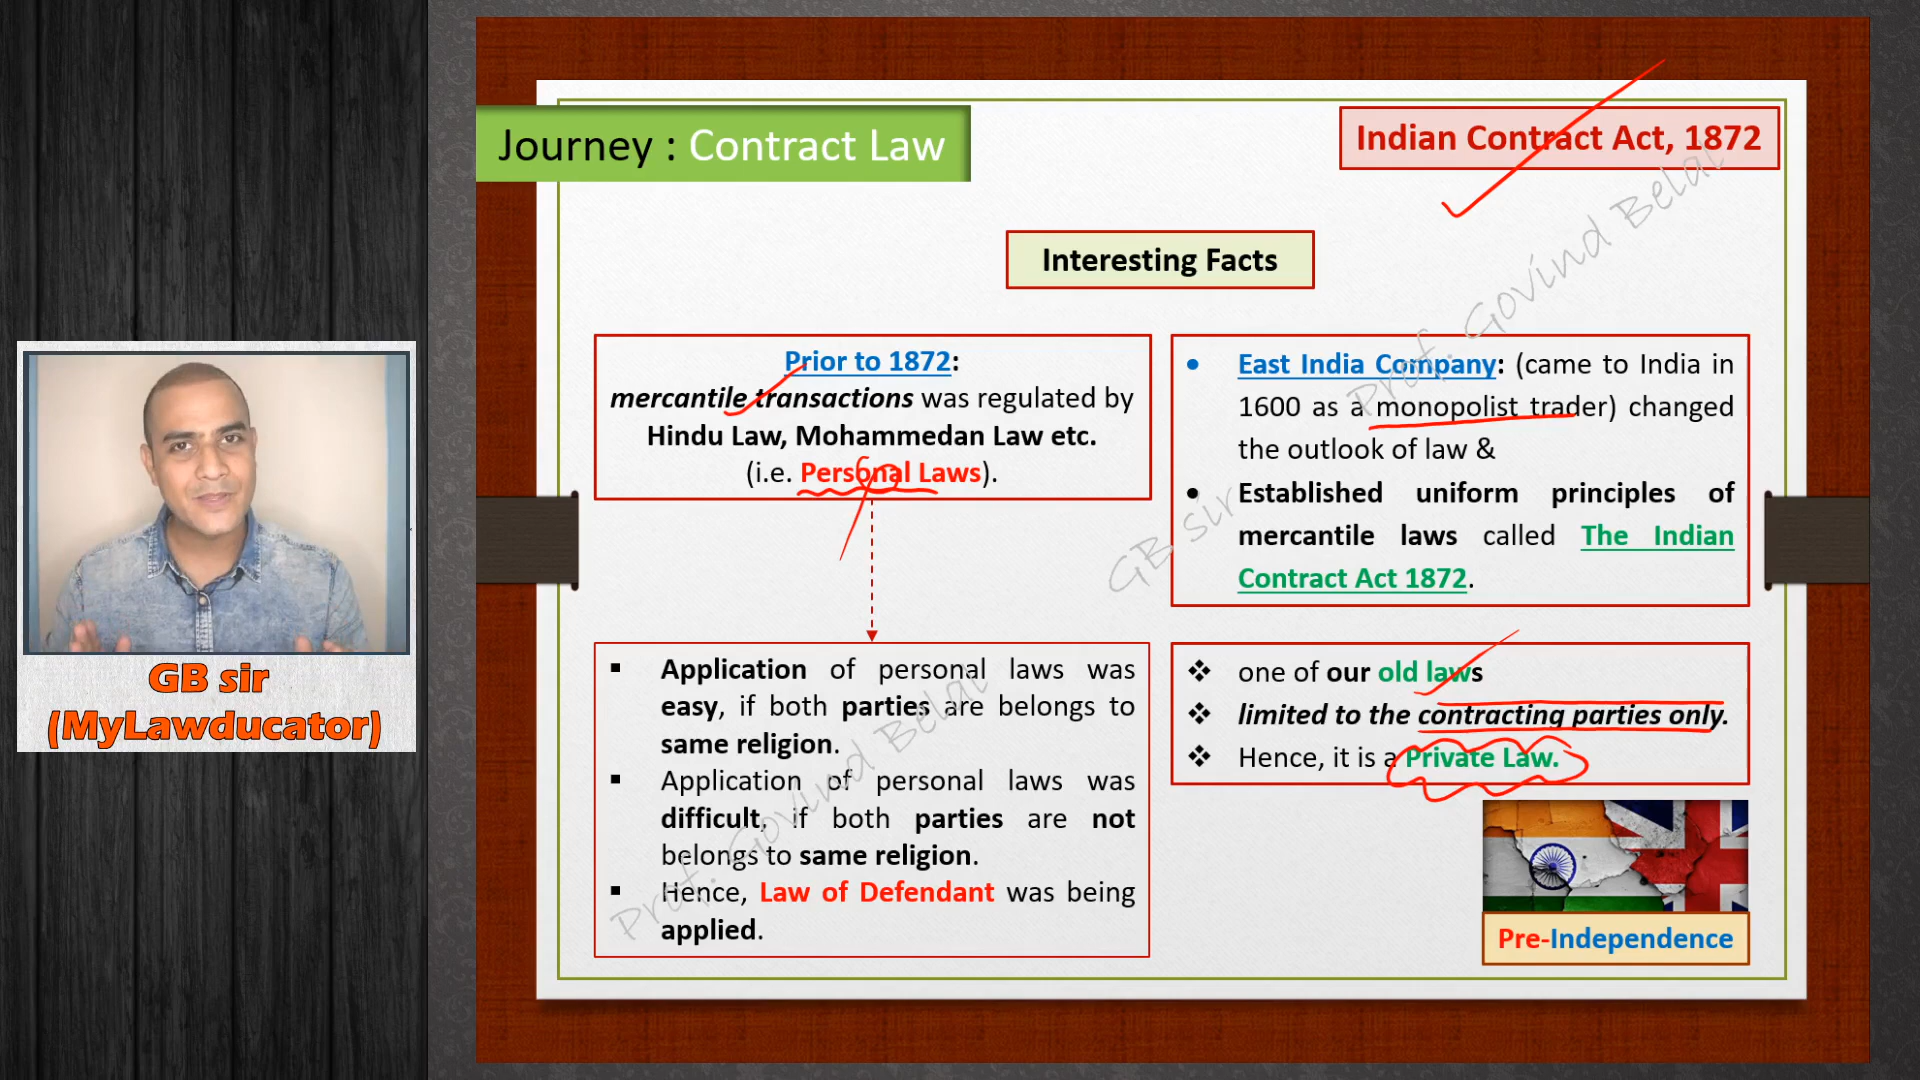 Journey : Contract Law
Indian Contract Act, 1872
Interesting Facts
Prior to 1872:
mercantile transactions was regulated by
Hindu Law, Mohammedan Law etc.
(i.e. Personal Laws).
• East India Company: (came to India in
1600 as a monopolist trader) changed
the outlook of law &
• Established uniform principles of
mercantile laws called The Indian
Contract Act 1872.
▪ Application of personal laws was
easy, if both parties are belongs to
same religion.
▪ Application of personal laws was
difficult, if both parties are not
belongs to same religion.
▪ Hence, Law of Defendant was being
applied.
❖ one of our old laws
❖ limited to the contracting parties only.
❖ Hence, it is a Private Law.
Pre-Independence
GB sir
(MyLawducator)
GB sir
Prof. Govind Belal
Prof. Govind Belal